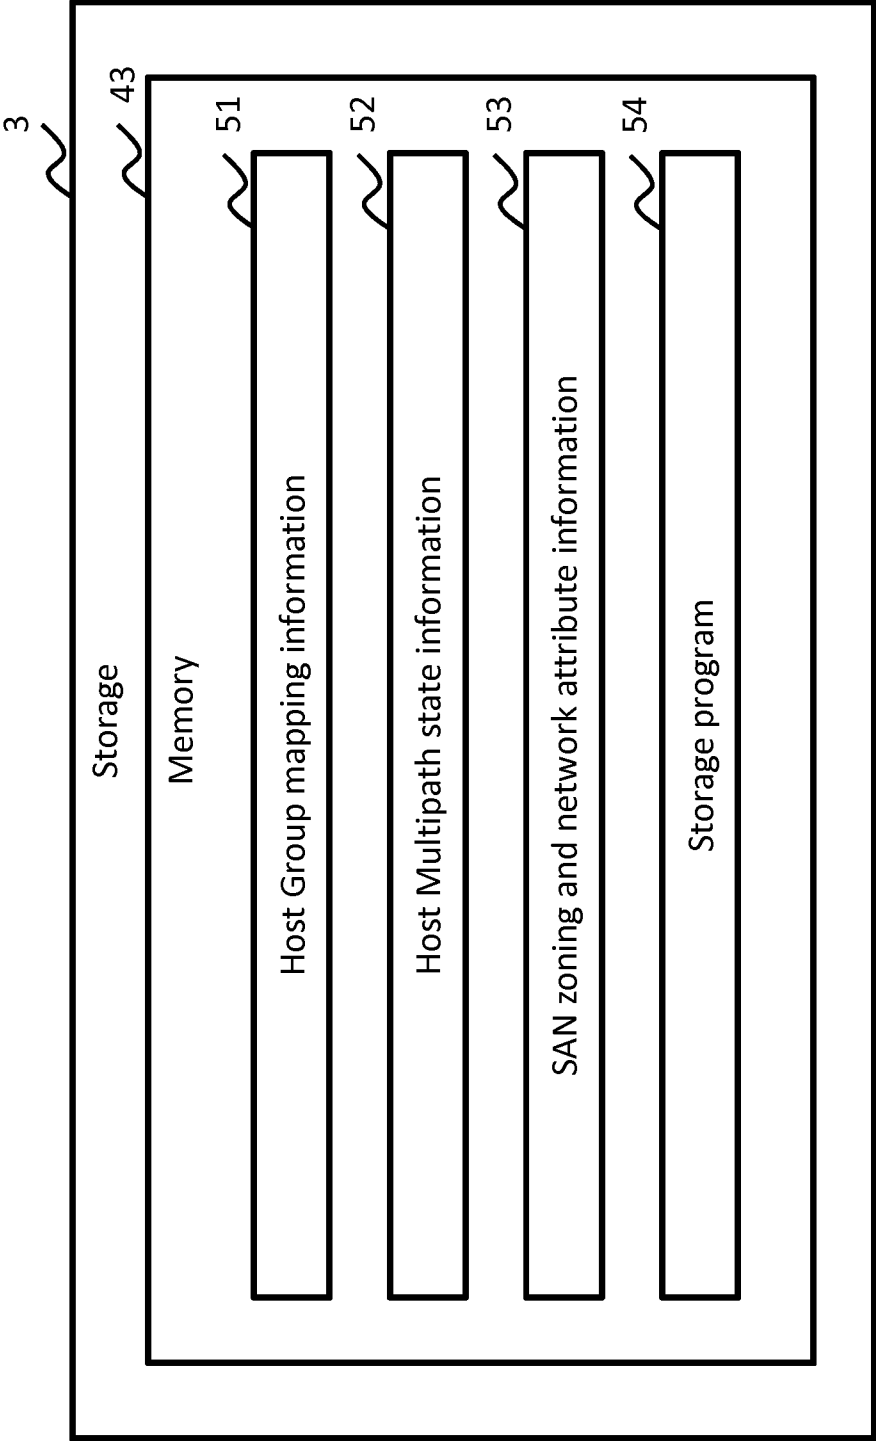 3
Storage
43
Memory
51
Host Group mapping information
52
Host Multipath state information
53
SAN zoning and network attribute information
54
Storage program